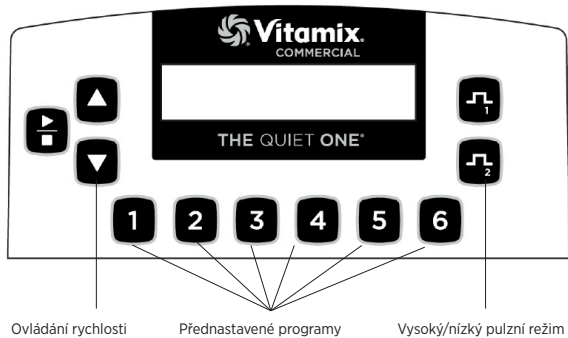 Vitamix®
COMMERCIAL
THE QUIET ONE®
1
2
1 2 3 4 5 6
Ovládání rychlosti Přednastavené programy Vysoký/nízký pulzní režim